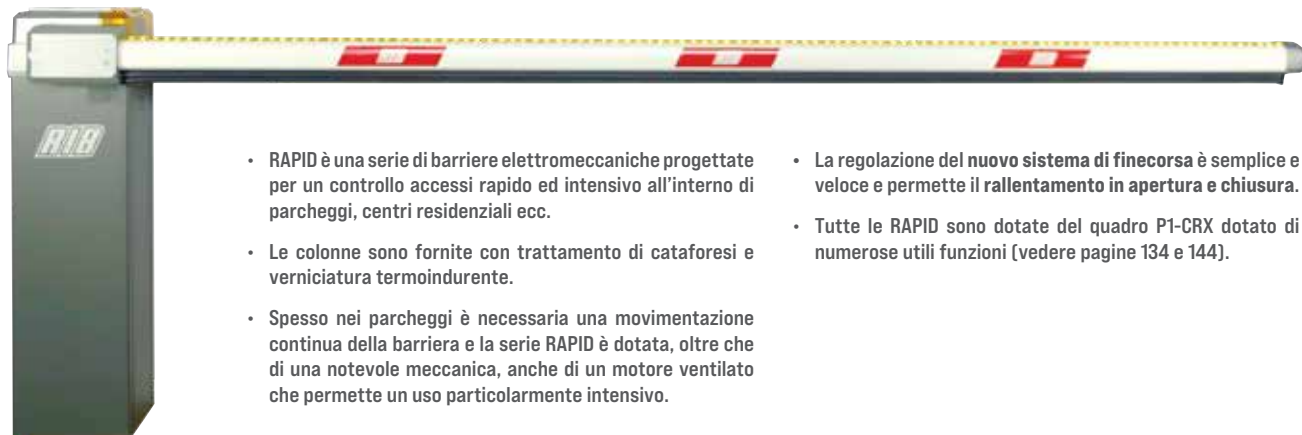 RIB
• RAPID è una serie di barriere elettromeccaniche progettate
per un controllo accessi rapido ed intensivo all'interno di
parcheggi, centri residenziali ecc.
• Le colonne sono fornite con trattamento di cataforesi e
verniciatura termoindurente.
• Spesso nei parcheggi è necessaria una movimentazione
continua della barriera e la serie RAPID è dotata, oltre che
di una notevole meccanica, anche di un motore ventilato
che permette un uso particolarmente intensivo.
• La regolazione del nuovo sistema di finecorsa è semplice e
veloce e permette il rallentamento in apertura e chiusura.
• Tutte le RAPID sono dotate del quadro P1-CRX dotato di
numerose utili funzioni (vedere pagine 134 e 144).